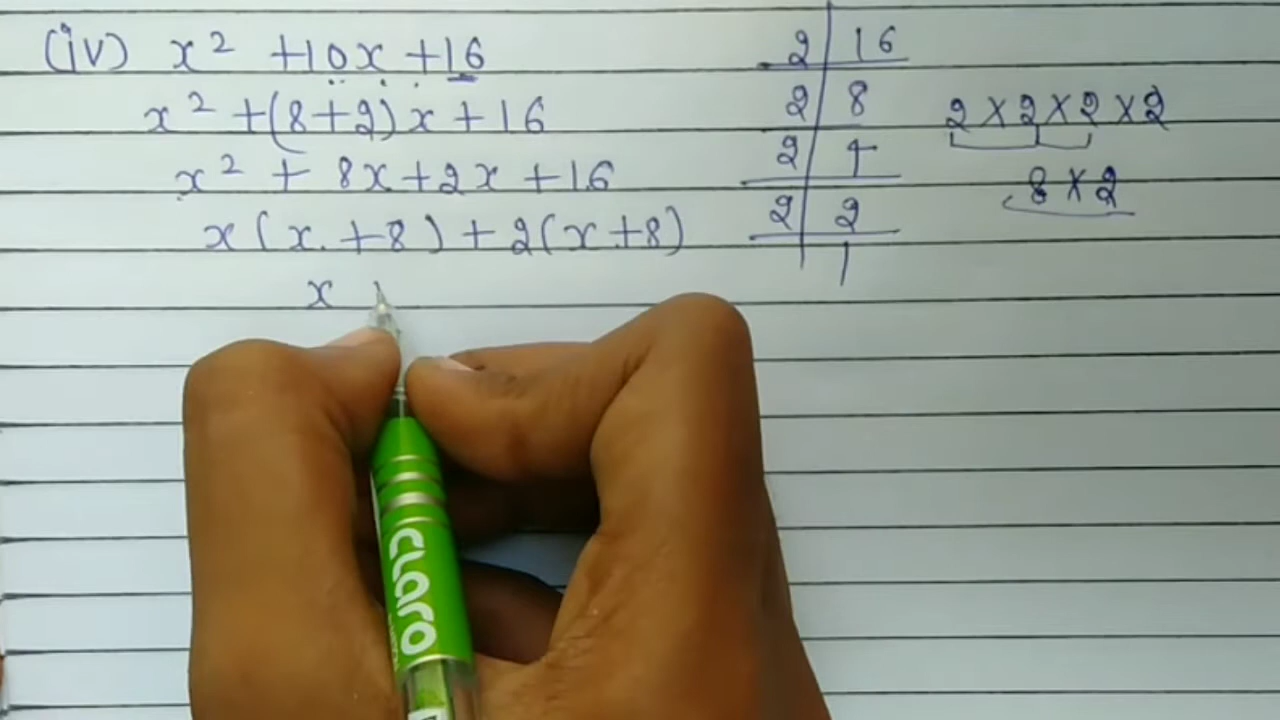 (iv) x² +10x +16
x² +(8+2)x +16
x² + 8x+2x +16
x(x+8)+2(x+8)
x
2 | 16
2 | 8
2 | 4
2 | 2
| 1
2×2×2×2
8×2
CLARO